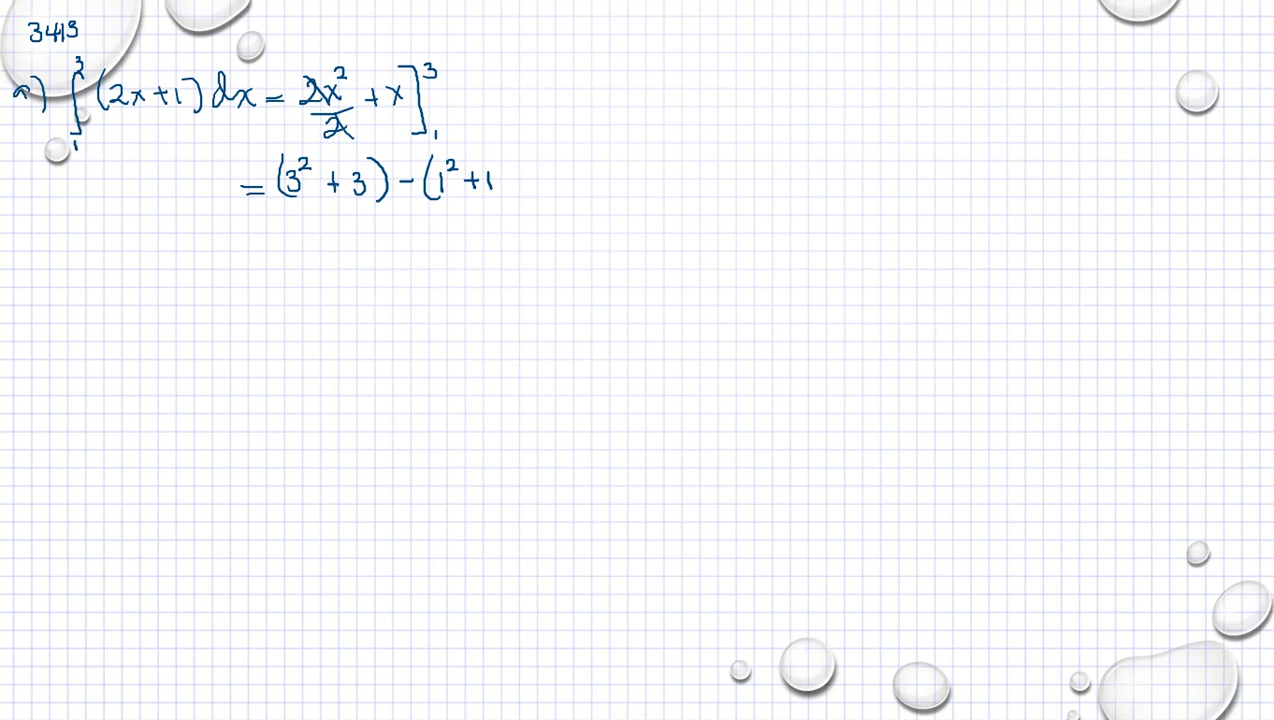 3413
a) ∫₁³ (2x+1) dx = 2x²/2 + x]₁³
= (3² + 3) - (1² + 1